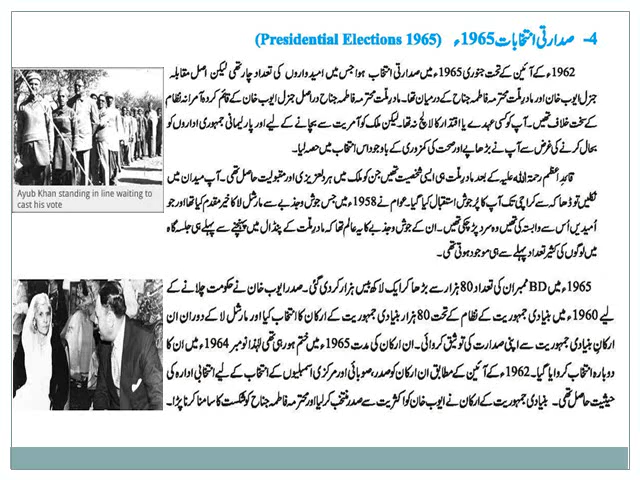 4- صدارتی انتخابات 1965ء (Presidential Elections 1965)
1962ء کے آئین کے تحت جنوری 1965ء میں صدارتی انتخاب ہوا جس میں امیدواروں کی تعداد چار تھی لیکن اصل مقابلہ
جنرل ایوب خان اور مادرِ ملت محترمہ فاطمہ جناح کے درمیان تھا۔ مادرِ ملت محترمہ فاطمہ جناح دراصل جنرل ایوب خان کے قائم کردہ آمرانہ نظام
کے سخت خلاف تھیں۔ آپ کو کسی عہدے یا اقتدار کا لالچ نہ تھا۔ لیکن ملک کو آمریت سے بچانے کے لیے اور پارلیمانی جمہوری اداروں کو
بحال کرنے کی غرض سے آپ نے بڑھاپے اور صحت کی کمزوری کے باوجود اس انتخاب میں حصہ لیا۔
Ayub Khan standing in line waiting to
cast his vote
قائدِ اعظم رحمتہ اللہ علیہ کے بعد مادرِ ملت ہی ایسی شخصیت تھیں جن کو ملک میں ہر دلعزیزی اور مقبولیت حاصل تھی۔ آپ میدان میں
نکلیں تو ڈھاکہ سے کراچی تک آپ کا پُر جوش استقبال کیا گیا۔ عوام نے 1958ء میں جس جوش و جذبے سے مارشل لا کا خیر مقدم کیا تھا اور جو
اُمیدیں اُس سے وابستہ کی تھیں وہ سرد پڑ چکی تھیں۔ ان کے جوش و جذبے کا یہ عالم تھا کہ مادرِ ملت کے پنڈال میں پہنچنے سے پہلے ہی جلسہ گاہ
میں لوگوں کی کثیر تعداد پہلے سے ہی موجود ہوتی تھی۔
1965ء میں BD ممبران کی تعداد 80 ہزار سے بڑھا کر ایک لاکھ بیس ہزار کر دی گئی۔ صدر ایوب خان نے حکومت چلانے کے
لیے 1960ء میں بنیادی جمہوریت کے نظام کے تحت 80 ہزار بنیادی جمہوریت کے ارکان کا انتخاب کیا اور مارشل لا کے دوران ان
ارکانِ بنیادی جمہوریت سے اپنی صدارت کی توثیق کروائی۔ ان ارکان کی مدت 1965ء میں ختم ہو رہی تھی لہٰذا نومبر 1964ء میں ان کا
دوبارہ انتخاب کروایا گیا۔ 1962ء کے آئین کے مطابق ان ارکان کو صدر، صوبائی اور مرکزی اسمبلیوں کے انتخاب کے لیے انتخابی ادارہ کی
حیثیت حاصل تھی۔ بنیادی جمہوریت کے ارکان نے ایوب خان کو اکثریت سے صدر منتخب کر لیا اور محترمہ فاطمہ جناح کو شکست کا سامنا کرنا پڑا۔